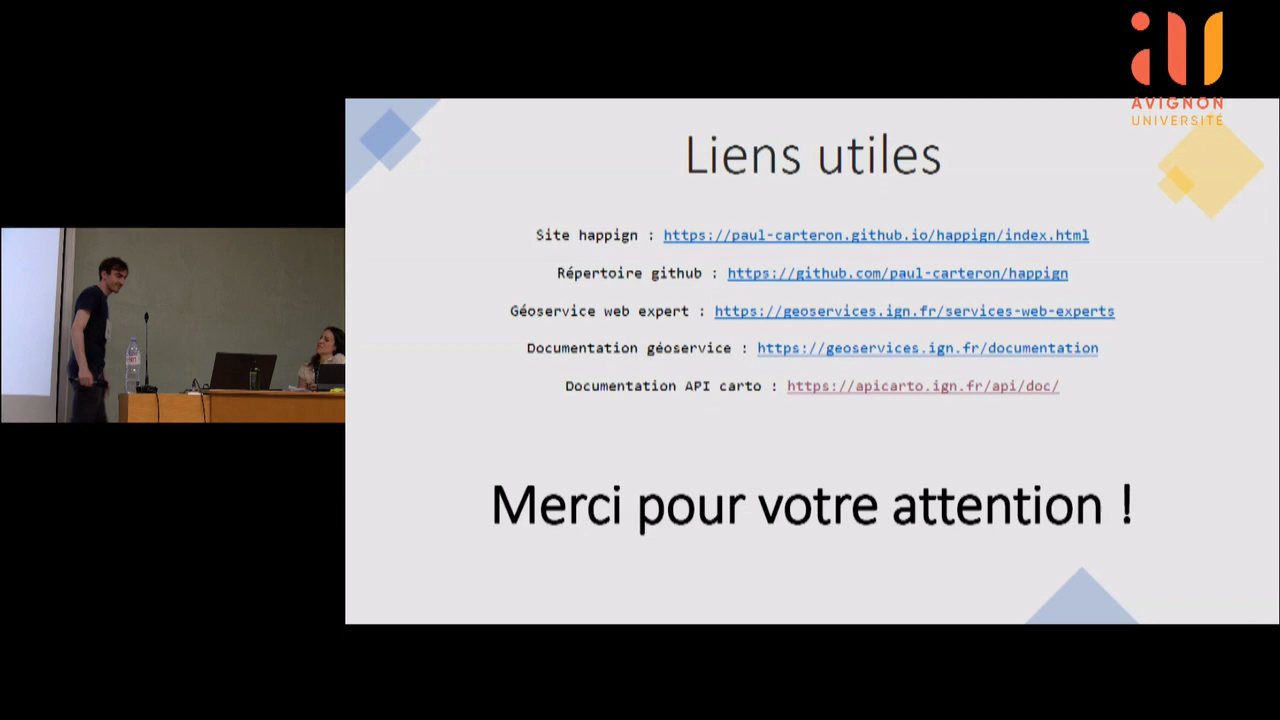 AVIGNON
UNIVERSITÉ
Liens utiles
Site happign : https://paul-carteron.github.io/happign/index.html
Répertoire github : https://github.com/paul-carteron/happign
Géoservice web expert : https://geoservices.ign.fr/services-web-experts
Documentation géoservice : https://geoservices.ign.fr/documentation
Documentation API carto : https://apicarto.ign.fr/api/doc/
Merci pour votre attention !